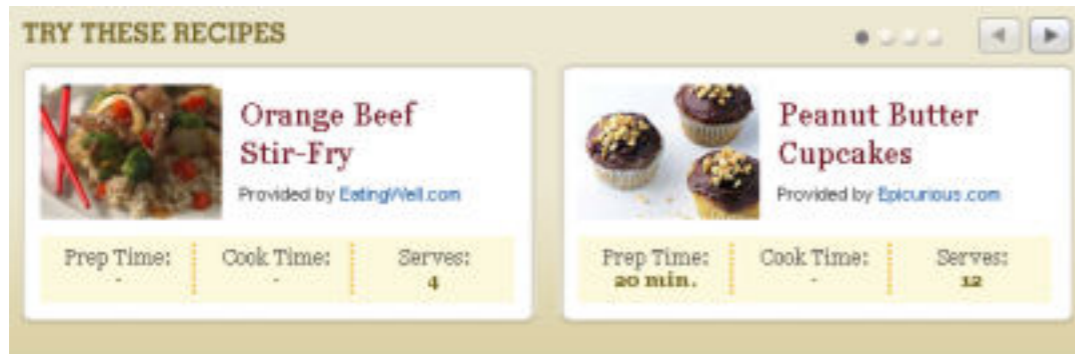 TRY THESE RECIPES
Orange Beef
Stir-Fry
Provided by EatingWell.com
Prep Time: Cook Time: Serves:
- - 4
Peanut Butter
Cupcakes
Provided by Epicurious.com
Prep Time: Cook Time: Serves:
20 min. - 12